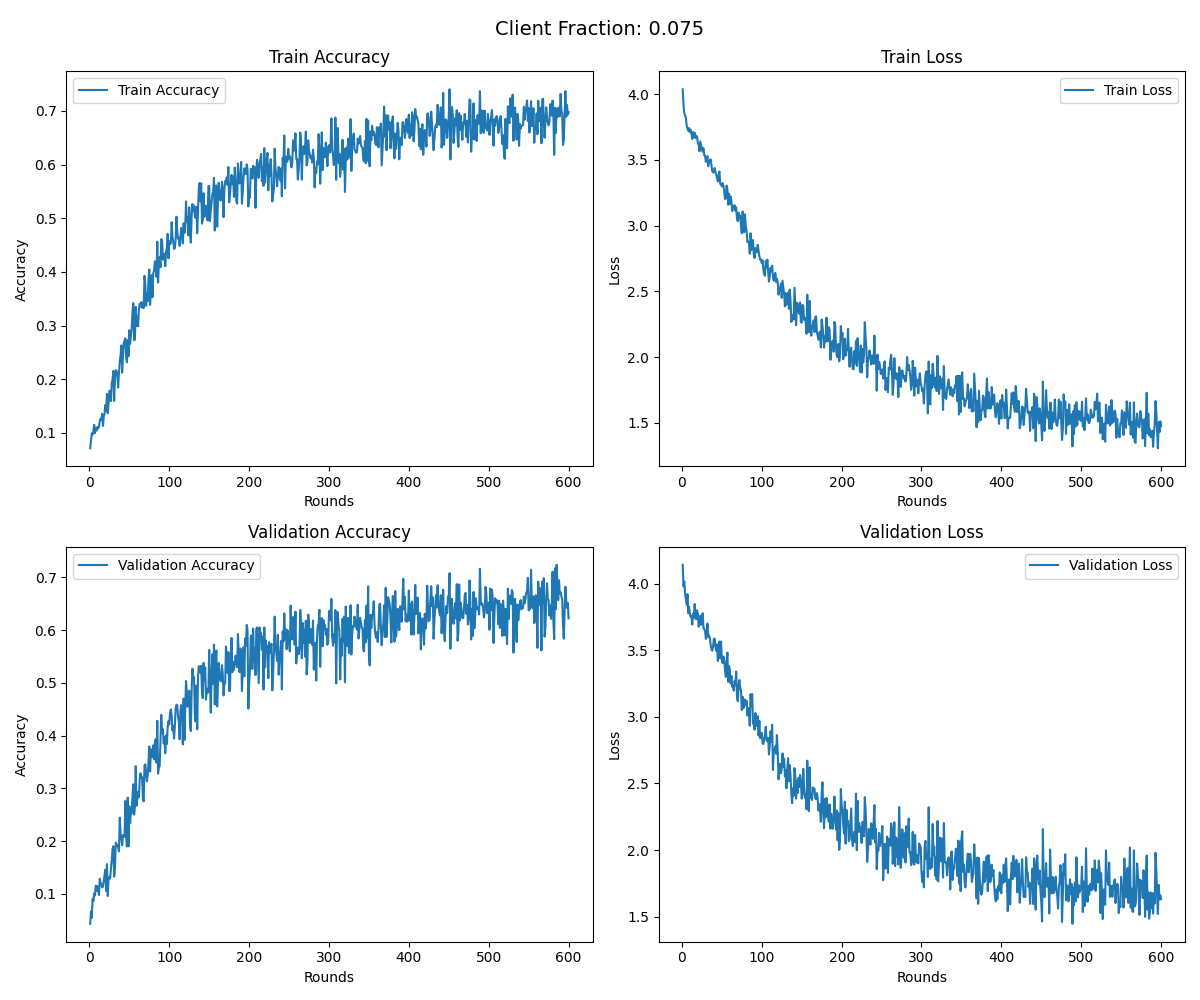 Client Fraction: 0.075
Train Accuracy
Train Accuracy
Accuracy
0.7
0.6
0.5
0.4
0.3
0.2
0.1
0 100 200 300 400 500 600
Rounds
Train Loss
Train Loss
Loss
4.0
3.5
3.0
2.5
2.0
1.5
0 100 200 300 400 500 600
Rounds
Validation Accuracy
Validation Accuracy
Accuracy
0.7
0.6
0.5
0.4
0.3
0.2
0.1
0 100 200 300 400 500 600
Rounds
Validation Loss
Validation Loss
Loss
4.0
3.5
3.0
2.5
2.0
1.5
0 100 200 300 400 500 600
Rounds